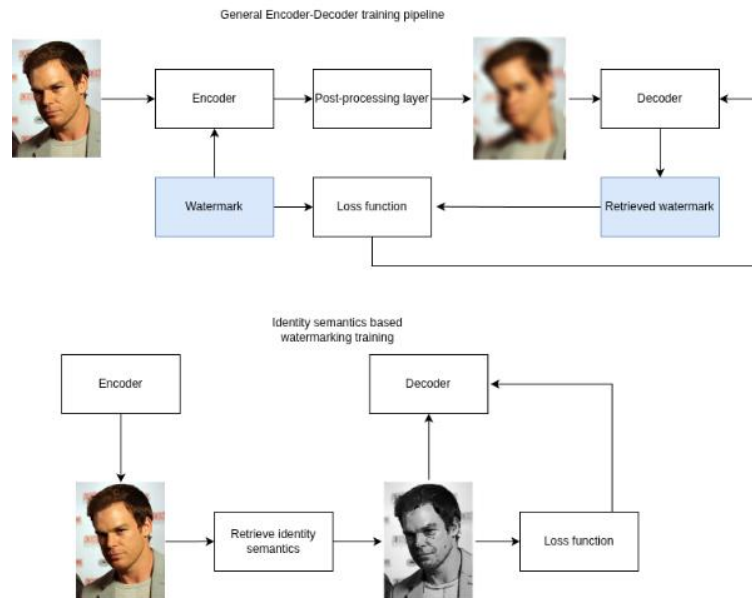 General Encoder-Decoder training pipeline
Encoder
Post-processing layer
Decoder
Watermark
Loss function
Retrieved watermark
Identity semantics based
watermarking training
Encoder
Decoder
Retrieve identity
semantics
Loss function